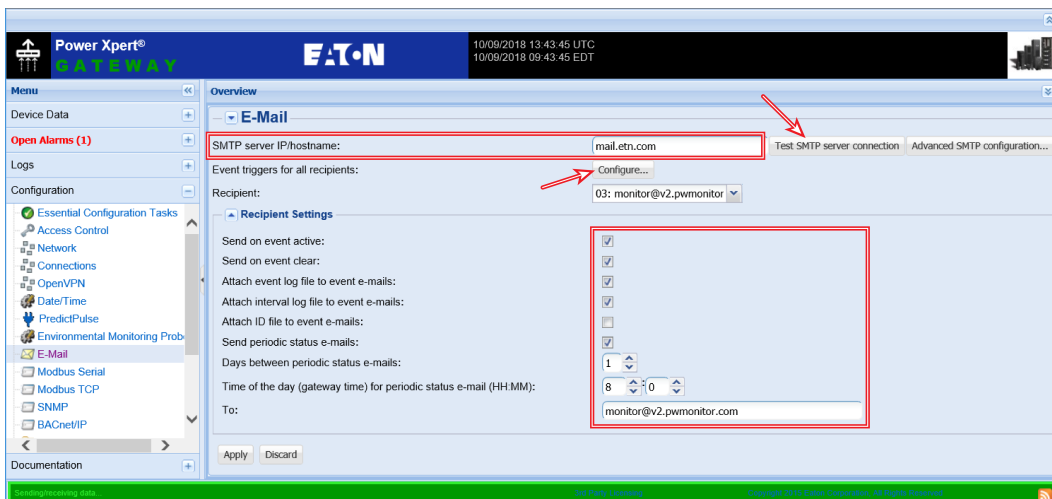 Power Xpert®
GATEWAY
EATON
10/09/2018 13:43:45 UTC
10/09/2018 09:43:45 EDT
Menu
Overview
Device Data
Open Alarms (1)
Logs
Configuration
Essential Configuration Tasks
Access Control
Network
Connections
OpenVPN
Date/Time
PredictPulse
Environmental Monitoring Prob
E-Mail
Modbus Serial
Modbus TCP
SNMP
BACnet/IP
Documentation
E-Mail
SMTP server IP/hostname: mail.etn.com Test SMTP server connection Advanced SMTP configuration...
Event triggers for all recipients: Configure...
Recipient: 03: monitor@v2.pwmonitor
Recipient Settings
Send on event active:
Send on event clear:
Attach event log file to event e-mails:
Attach interval log file to event e-mails:
Attach ID file to event e-mails:
Send periodic status e-mails:
Days between periodic status e-mails: 1
Time of the day (gateway time) for periodic status e-mail (HH:MM): 8 : 0
To: monitor@v2.pwmonitor.com
Apply Discard
Sending/receiving data...